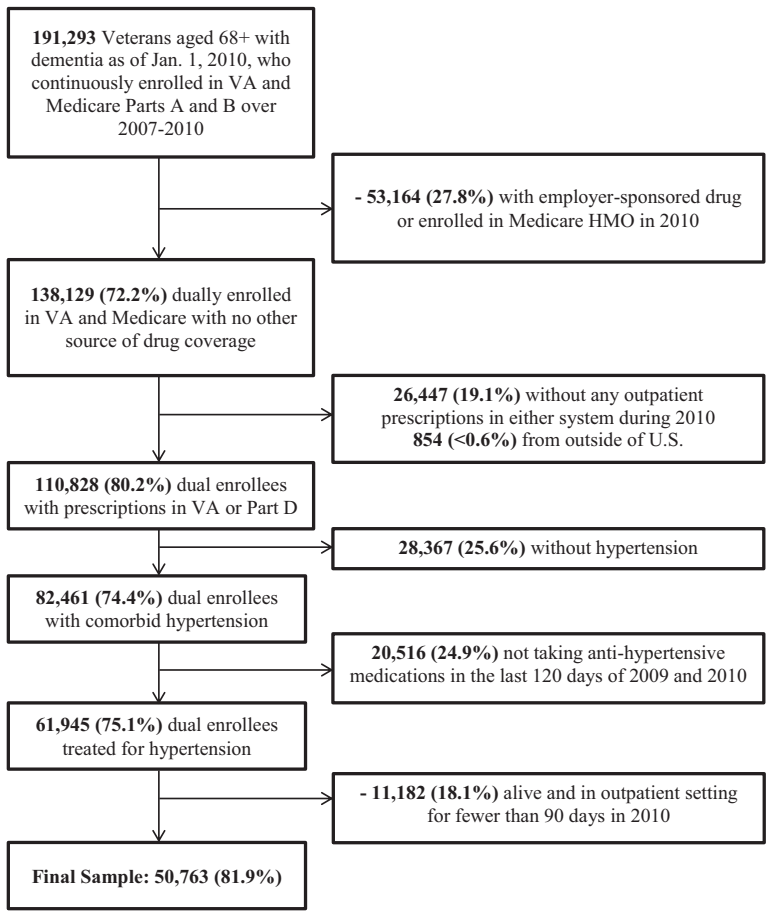 191,293 Veterans aged 68+ with
dementia as of Jan. 1, 2010, who
continuously enrolled in VA and
Medicare Parts A and B over
2007-2010
- 53,164 (27.8%) with employer-sponsored drug
or enrolled in Medicare HMO in 2010
138,129 (72.2%) dually enrolled
in VA and Medicare with no other
source of drug coverage
26,447 (19.1%) without any outpatient
prescriptions in either system during 2010
854 (<0.6%) from outside of U.S.
110,828 (80.2%) dual enrollees
with prescriptions in VA or Part D
28,367 (25.6%) without hypertension
82,461 (74.4%) dual enrollees
with comorbid hypertension
20,516 (24.9%) not taking anti-hypertensive
medications in the last 120 days of 2009 and 2010
61,945 (75.1%) dual enrollees
treated for hypertension
- 11,182 (18.1%) alive and in outpatient setting
for fewer than 90 days in 2010
Final Sample: 50,763 (81.9%)